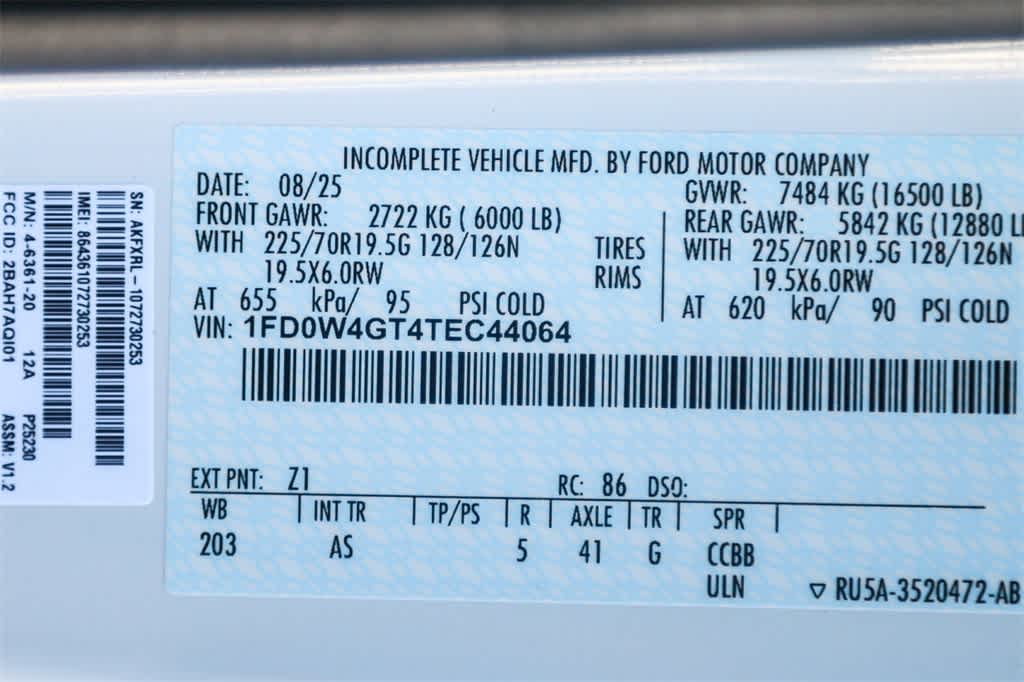 INCOMPLETE VEHICLE MFD. BY FORD MOTOR COMPANY
DATE: 08/25 GVWR: 7484 KG (16500 LB)
FRONT GAWR: 2722 KG ( 6000 LB) REAR GAWR: 5842 KG (12880 LB
WITH 225/70R19.5G 128/126N TIRES WITH 225/70R19.5G 128/126N
19.5X6.0RW RIMS 19.5X6.0RW
AT 655 kPa/ 95 PSI COLD AT 620 kPa/ 90 PSI COLD
VIN: 1FD0W4GT4TEC44064
EXT PNT: Z1 RC: 86 DSO:
WB INT TR TP/PS R AXLE TR SPR
203 AS 5 41 G CCBB
ULN RU5A-3520472-AB
SN: AKFXRL-1072730253
IMEI: 864361072730253
M/N: 4-6361-20 12A P25230
FCC ID: 2BAH7AQI01 ASSM: V1.2